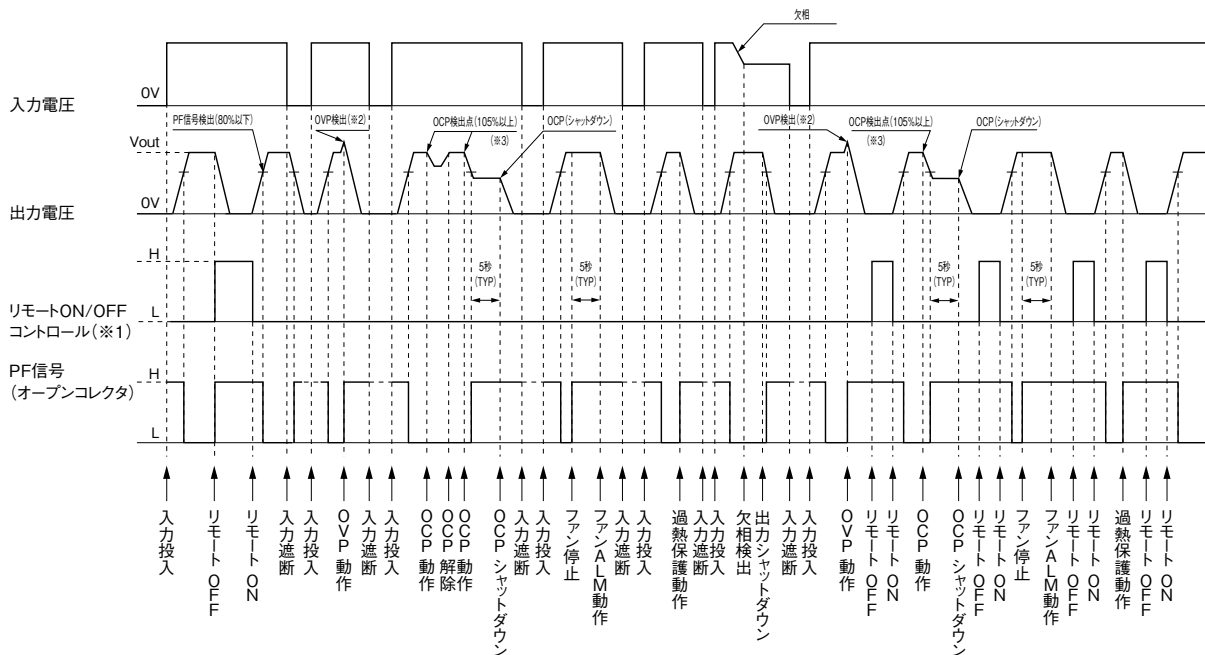 欠相
0V
入力電圧
PF信号検出(80%以下)
OVP検出(※2)
OCP検出点(105%以上)
(※3)
OCP(シャットダウン)
OVP検出(※2)
OCP検出点(105%以上)
(※3)
OCP(シャットダウン)
Vout
0V
出力電圧
H
5秒
(TYP)
5秒
(TYP)
5秒
(TYP)
5秒
(TYP)
L
リモートON/OFF
コントロール(※1)
PF信号
(オープンコレクタ)
H
L
入力投入
リモートOFF
リモートON
入力遮断
入力投入
OVP動作
入力遮断
入力投入
OCP動作
OCP解除
OCP動作
OCPシャットダウン
入力遮断
入力投入
ファン停止
ファンALM動作
入力遮断
入力投入
過熱保護動作
入力遮断
入力投入
欠相検出
出力シャットダウン
入力遮断
入力投入
OVP動作
リモートOFF
リモートON
OCP動作
OCPシャットダウン
リモートOFF
リモートON
ファン停止
ファンALM動作
リモートOFF
リモートON
過熱保護動作
リモートOFF
リモートON